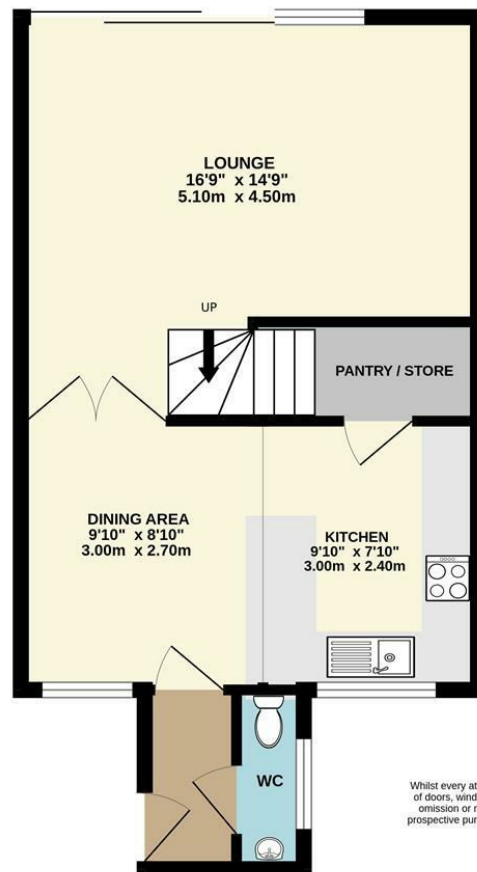 LOUNGE
16'9" x 14'9"
5.10m x 4.50m
UP
PANTRY / STORE
DINING AREA
9'10" x 8'10"
3.00m x 2.70m
KITCHEN
9'10" x 7'10"
3.00m x 2.40m
WC
Whilst every at
of doors, wind
omission or
prospective pur